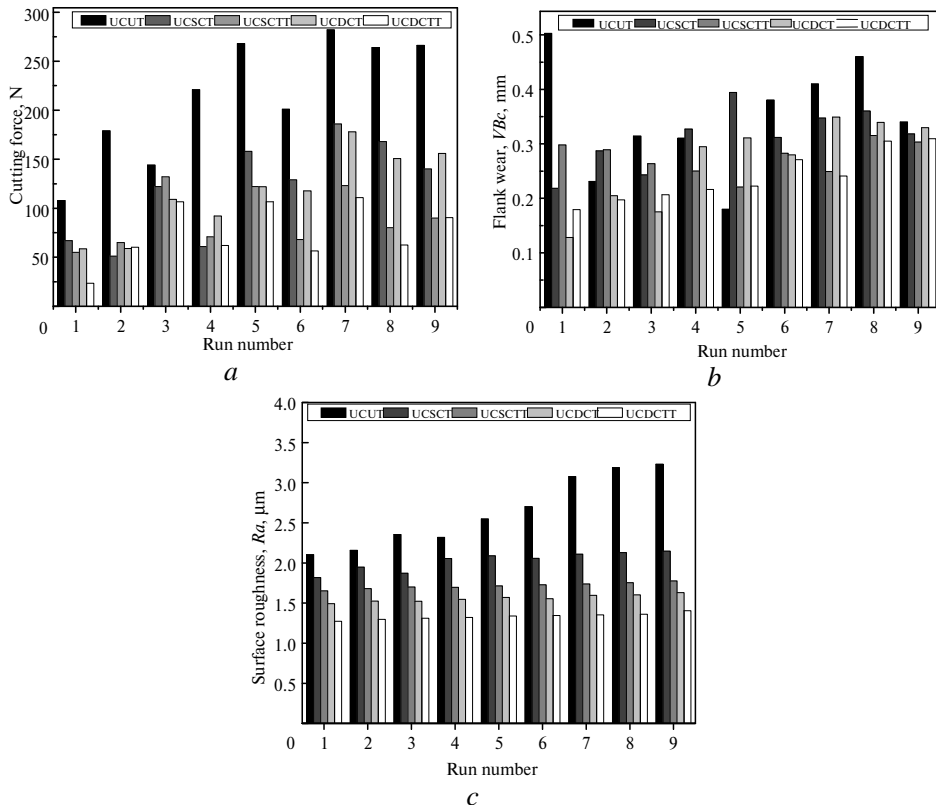 UCUT UCSCT UCSCTT UCDCT UCDCTT
Cutting force, N
300
250
200
150
100
50
0
1 2 3 4 5 6 7 8 9
Run number
a
UCUT UCSCT UCSCTT UCDCT UCDCTT
Flank wear, VBc, mm
0.5
0.4
0.3
0.2
0.1
0
1 2 3 4 5 6 7 8 9
Run number
b
UCUT UCSCT UCSCTT UCDCT UCDCTT
Surface roughness, Ra, µm
4.0
3.5
3.0
2.5
2.0
1.5
1.0
0.5
0
1 2 3 4 5 6 7 8 9
Run number
c